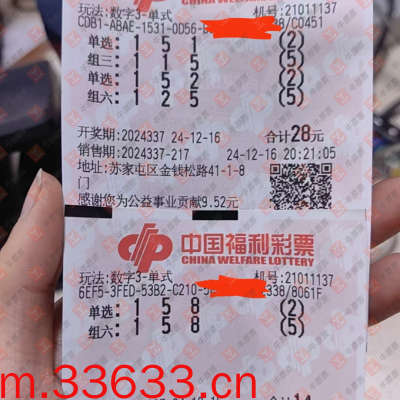 CHINA WELFARE LOTTERY
玩法:数字3-单式 机号:21011137
CDB1-ABAE-1531-0D56- /C0451
单选: 1 5 1 (2)
组三: 1 1 5 (5)
单选: 1 5 2 (2)
组六: 1 2 5 (5)
开奖期:2024337 24-12-16 合计28元
销售期:2024337-217 24-12-16 20:21:05
地址:苏家屯区金钱松路41-1-8
门
感谢您为公益事业贡献9.52元
中国福利彩票
CHINA WELFARE LOTTERY
玩法:数字3-单式 机号:21011137
6EF5-3FED-53B2-C210- 338/8061F
单选: 1 5 8 (2)
组六: 1 5 8 (5)
m.33633.cn